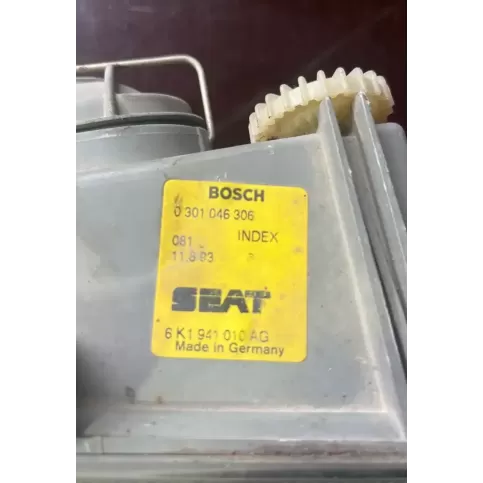 BOSCH
0 301 046 306
081 INDEX
11.8.93
SEAT
6 K1 941 010 AG
Made in Germany